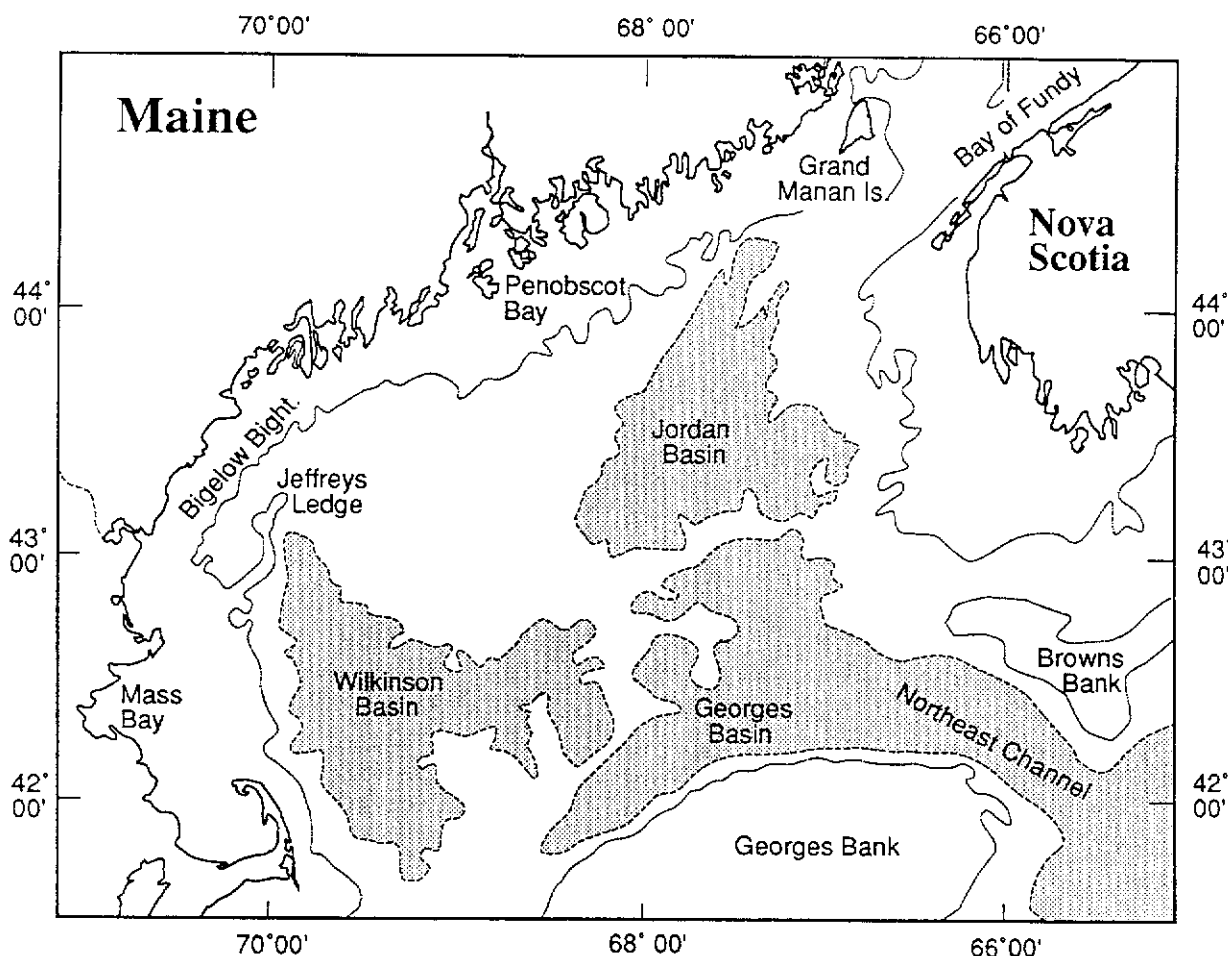 70° 00'
68° 00'
66°00'
Maine
Bay of Fundy
Grand
Manan Is.
Nova
Scotia
44°
00'
Penobscot
Bay
44°
00'
Bigelow Bight.
Jordan
Basin
Jeffreys
Ledge
43°
00'
43°
00'
Mass
Bay
Wilkinson
Basin
Georges
Basin
Northeast Channel
Browns
Bank
42°
00'
42°
00'
Georges Bank
70° 00'
68° 00'
66° 00'